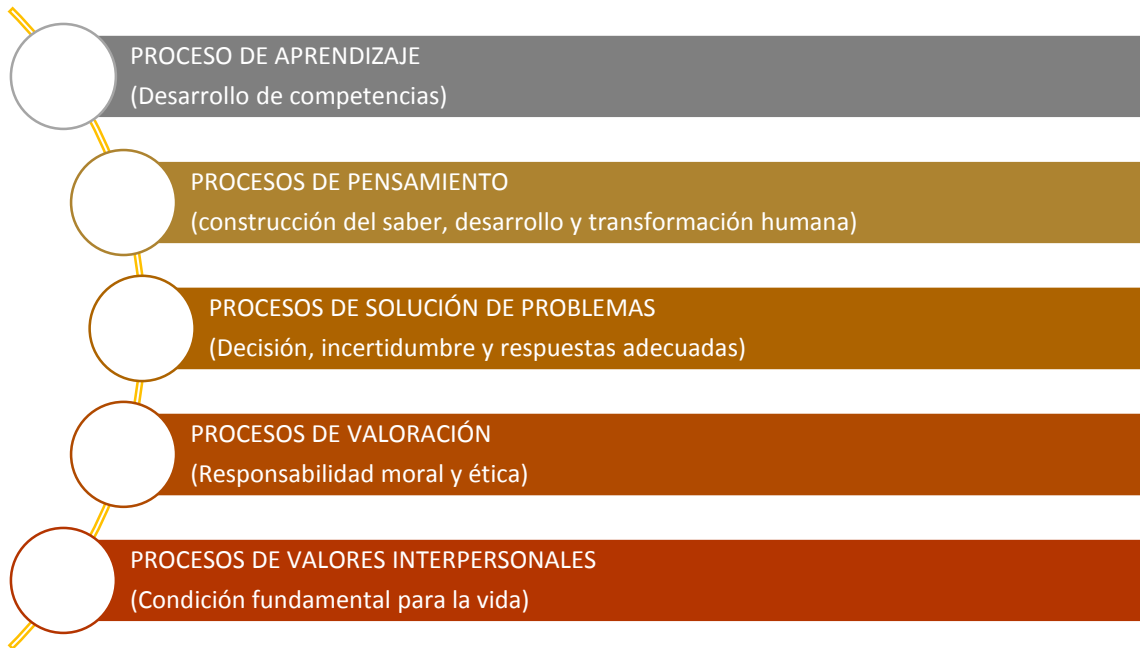 PROCESO DE APRENDIZAJE
(Desarrollo de competencias)
PROCESOS DE PENSAMIENTO
(construcción del saber, desarrollo y transformación humana)
PROCESOS DE SOLUCIÓN DE PROBLEMAS
(Decisión, incertidumbre y respuestas adecuadas)
PROCESOS DE VALORACIÓN
(Responsabilidad moral y ética)
PROCESOS DE VALORES INTERPERSONALES
(Condición fundamental para la vida)